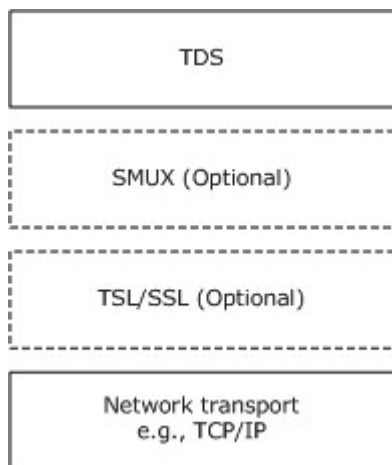 TDS
SMUX (Optional)
TSL/SSL (Optional)
Network transport
e.g., TCP/IP